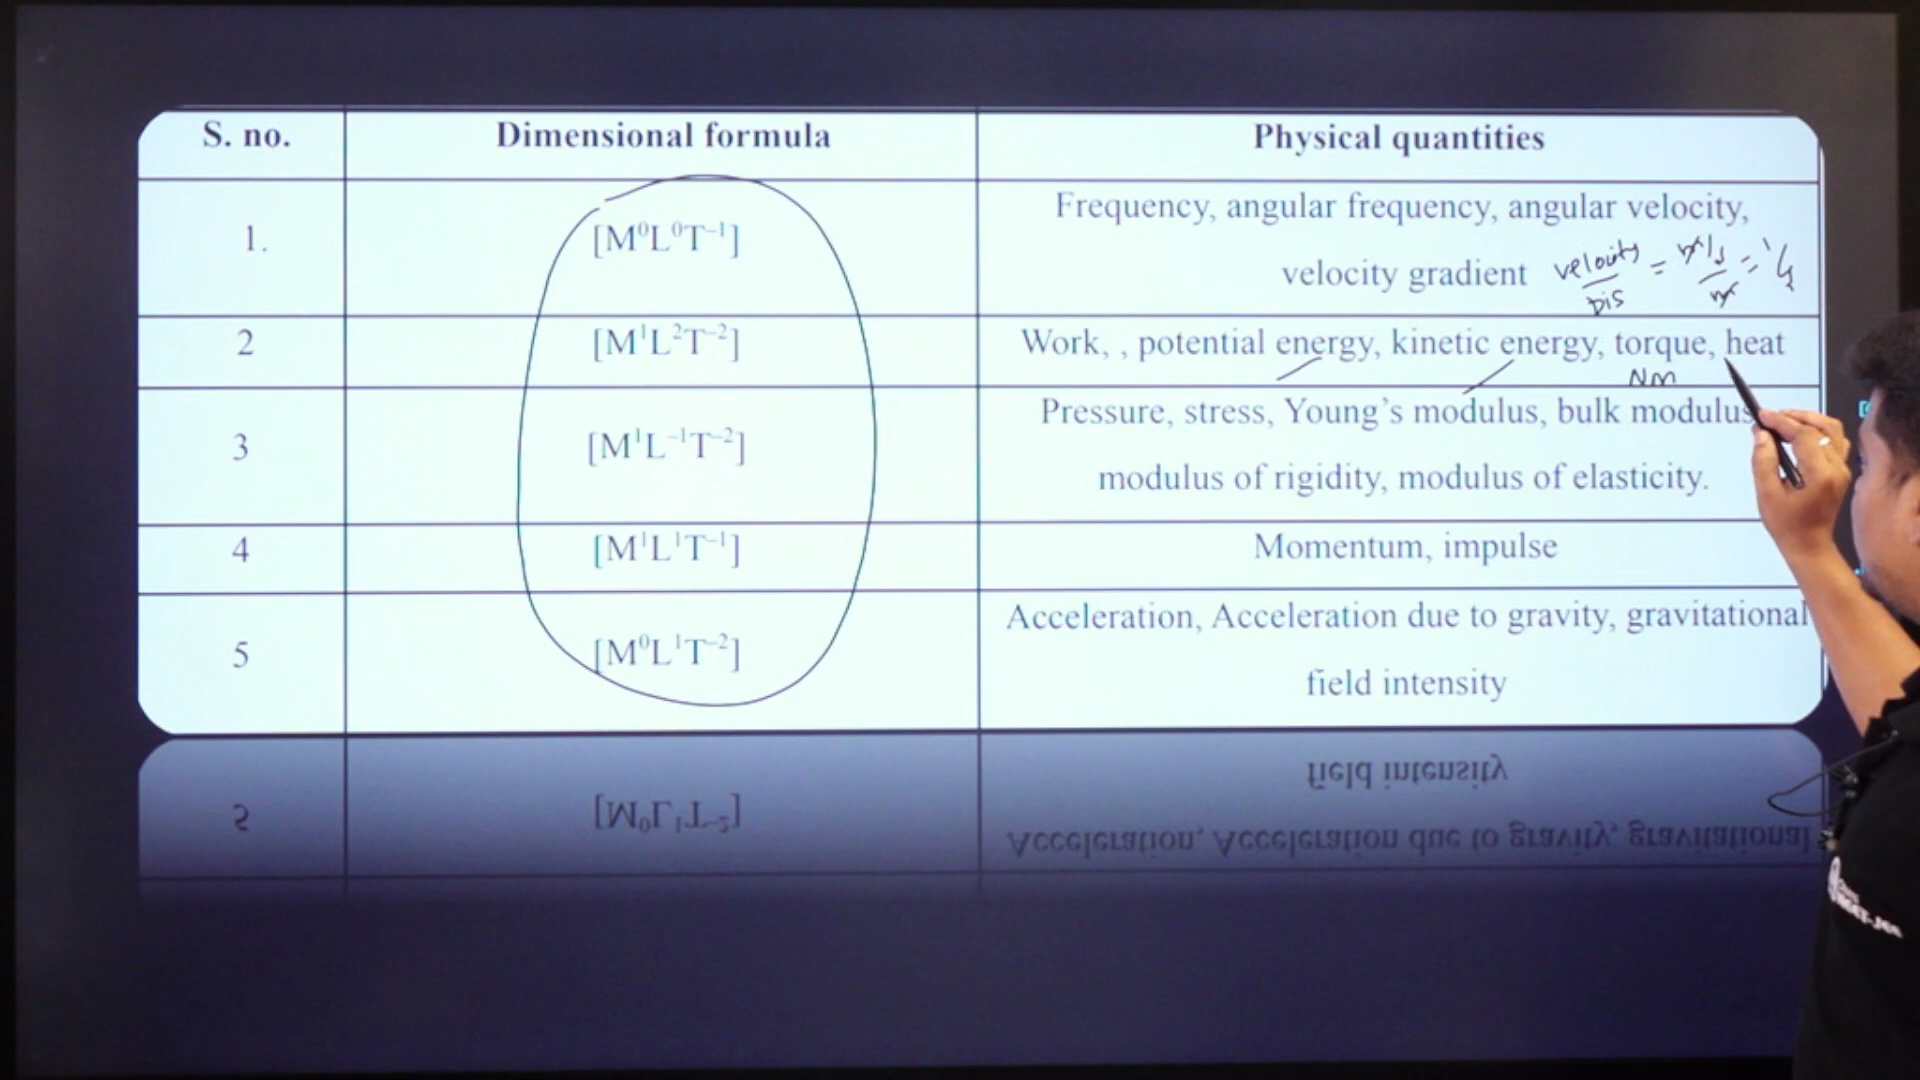 S. no.
Dimensional formula
Physical quantities
1.
[M⁰L⁰T⁻¹]
Frequency, angular frequency, angular velocity,
velocity gradient
velocity/Dis = m/s/m = 1/s
2
[M¹L²T⁻²]
Work, , potential energy, kinetic energy, torque, heat
Nm
3
[M¹L⁻¹T⁻²]
Pressure, stress, Young’s modulus, bulk modulus
modulus of rigidity, modulus of elasticity.
4
[M¹L¹T⁻¹]
Momentum, impulse
5
[M⁰L¹T⁻²]
Acceleration, Acceleration due to gravity, gravitational
field intensity